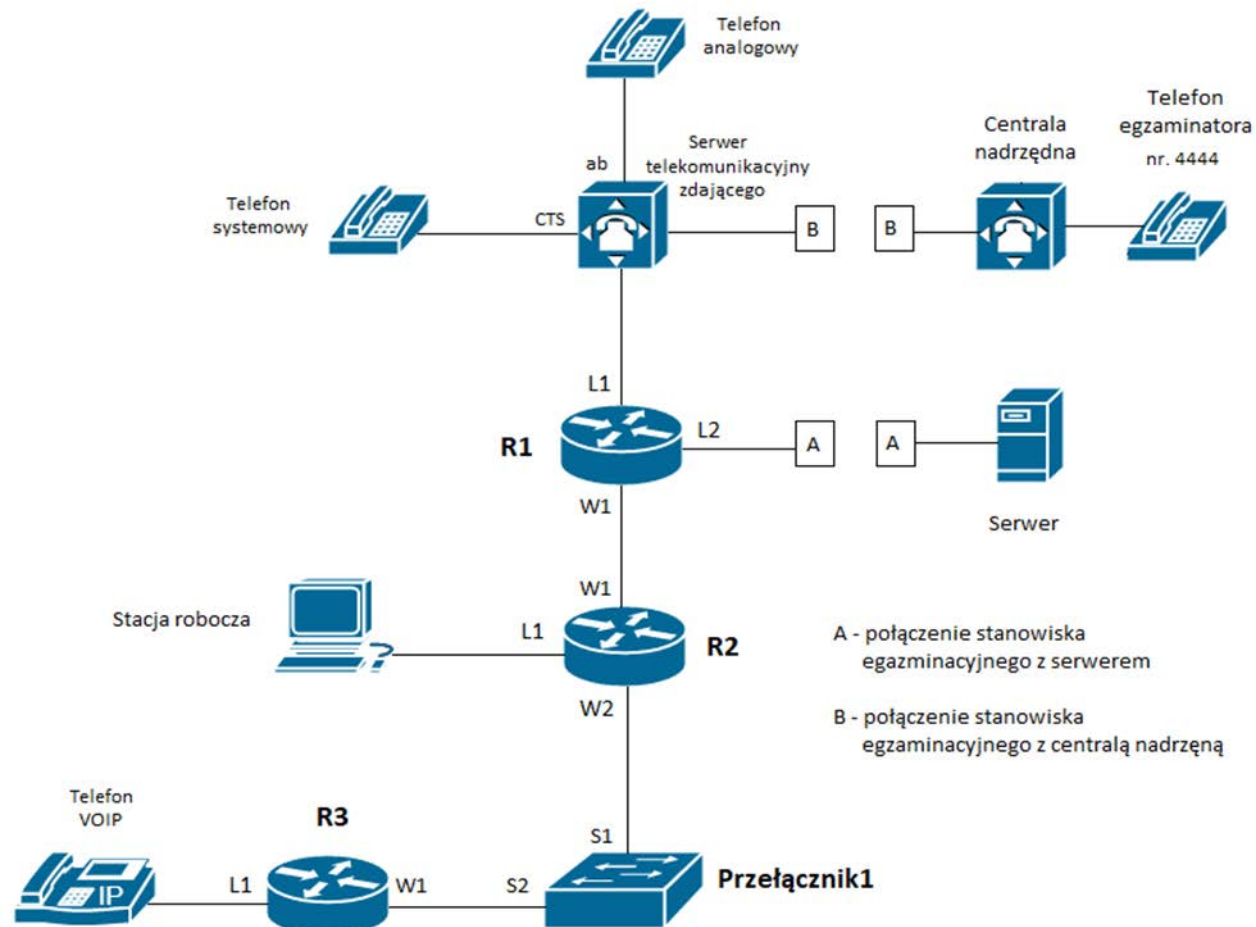 Telefon
analogowy
Centrala
nadrzędna
Telefon
egzaminatora
nr. 4444
ab
Serwer
telekomunikacyjny
zdającego
Telefon
systemowy
CTS
B
B
L1
R1
L2
A
A
W1
Serwer
W1
Stacja robocza
L1
R2
W2
A - połączenie stanowiska
egazminacyjnego z serwerem
B - połączenie stanowiska
egzaminacyjnego z centralą nadrzęną
Telefon
VOIP
R3
S1
IP
L1
W1
S2
Przełącznik1